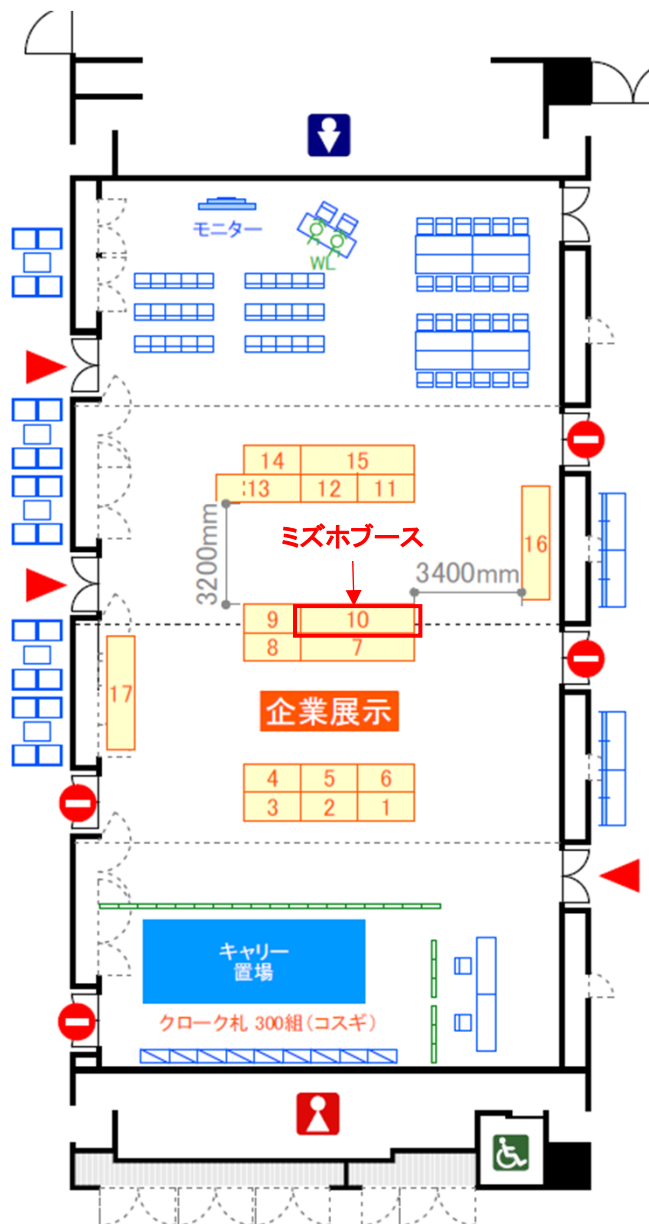 モニター
WL
14 15
13 12 11
3200mm
ミズホブース
3400mm
16
9 10
8 7
17
企業展示
4 5 6
3 2 1
キャリー
置場
クローク札 300組(コスギ)